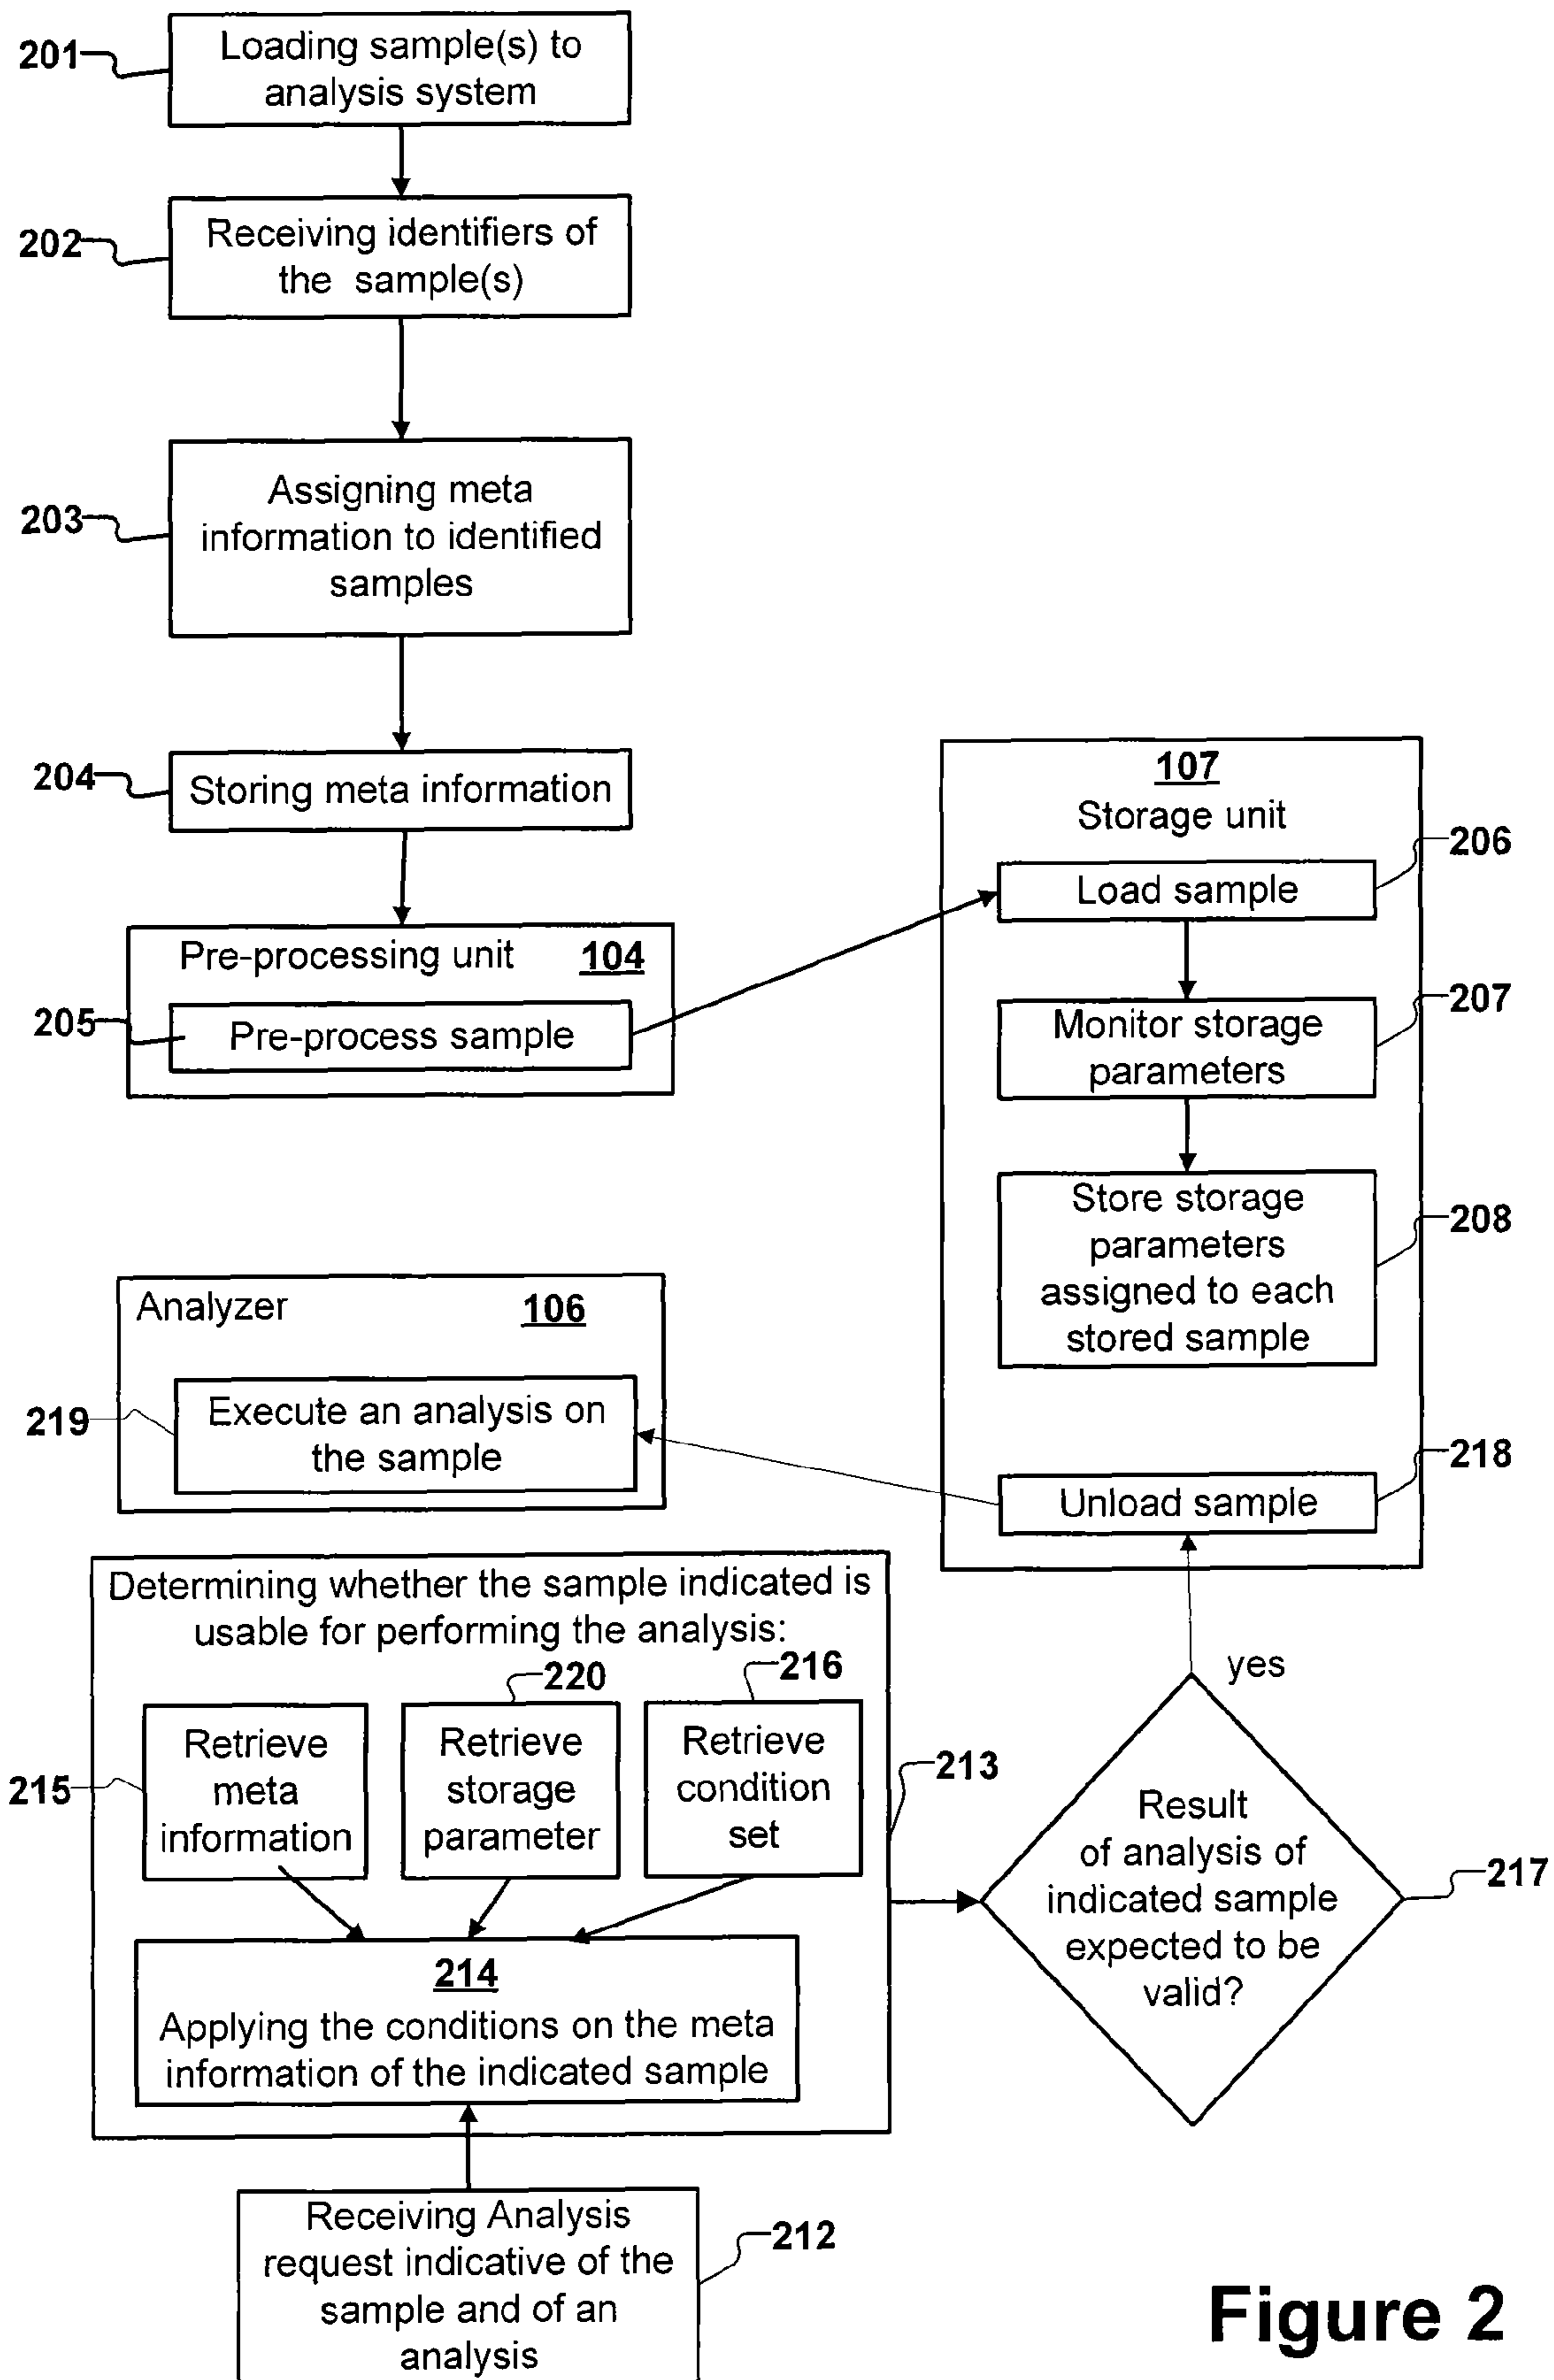 201
Loading sample(s) to
analysis system
202
Receiving identifiers of
the sample(s)
203
Assigning meta
information to identified
samples
204
Storing meta information
Pre-processing unit 104
205
Pre-process sample
107
Storage unit
206
Load sample
207
Monitor storage
parameters
208
Store storage
parameters
assigned to each
stored sample
218
Unload sample
Analyzer 106
219
Execute an analysis on
the sample
Determining whether the sample indicated is
usable for performing the analysis:
220
216
215
Retrieve
meta
information
Retrieve
storage
parameter
Retrieve
condition
set
213
214
Applying the conditions on the meta
information of the indicated sample
yes
Result
of analysis of
indicated sample
expected to be
valid?
217
Receiving Analysis
request indicative of the
sample and of an
analysis
212
Figure 2